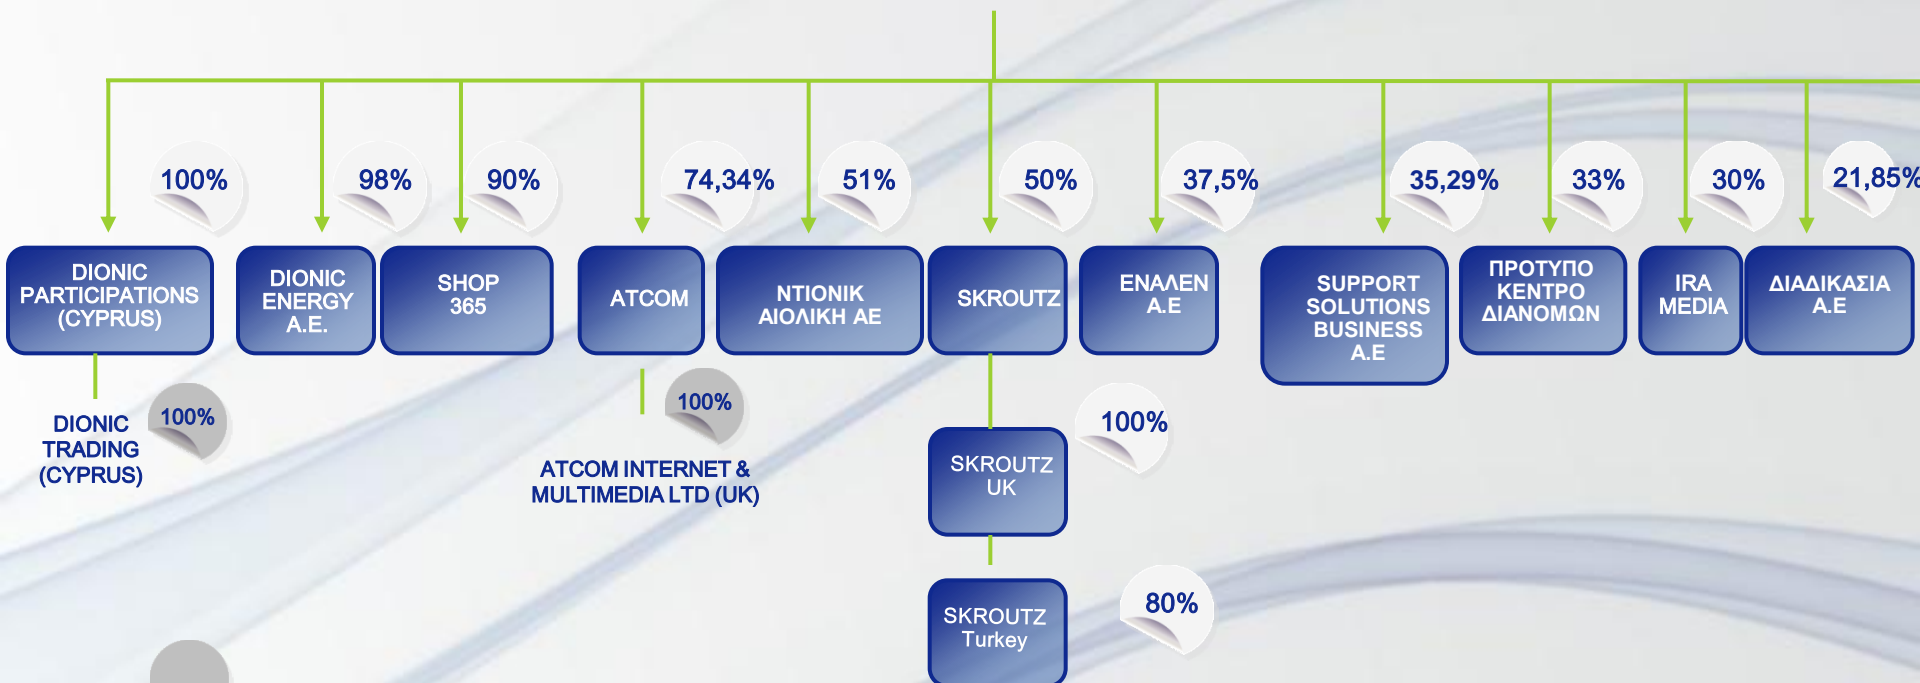 100%
98%
90%
74,34%
51%
50%
37,5%
35,29%
33%
30%
21,85%
DIONIC
PARTICIPATIONS
(CYPRUS)
DIONIC
ENERGY
A.E.
SHOP
365
ATCOM
ΝΤΙΟΝΙΚ
ΑΙΟΛΙΚΗ ΑΕ
SKROUTZ
ΕΝΑΛΕΝ
Α.Ε
SUPPORT
SOLUTIONS
BUSINESS
Α.Ε
ΠΡΟΤΥΠΟ
ΚΕΝΤΡΟ
ΔΙΑΝΟΜΩΝ
IRA
MEDIA
ΔΙΑΔΙΚΑΣΙΑ
Α.Ε
DIONIC
TRADING
(CYPRUS)
100%
100%
ATCOM INTERNET &
MULTIMEDIA LTD (UK)
100%
SKROUTZ
UK
80%
SKROUTZ
Turkey